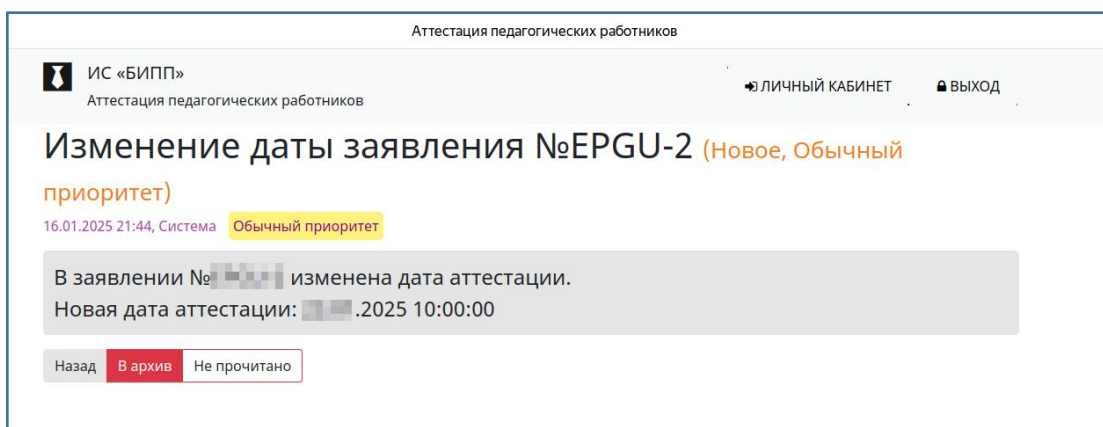 Аттестация педагогических работников
ИС «БИПП»
Аттестация педагогических работников
ЛИЧНЫЙ КАБИНЕТ
ВЫХОД
Изменение даты заявления №EPGU-2 (Новое, Обычный
приоритет)
16.01.2025 21:44, Система Обычный приоритет
В заявлении № изменена дата аттестации.
Новая дата аттестации: .2025 10:00:00
Назад В архив Не прочитано